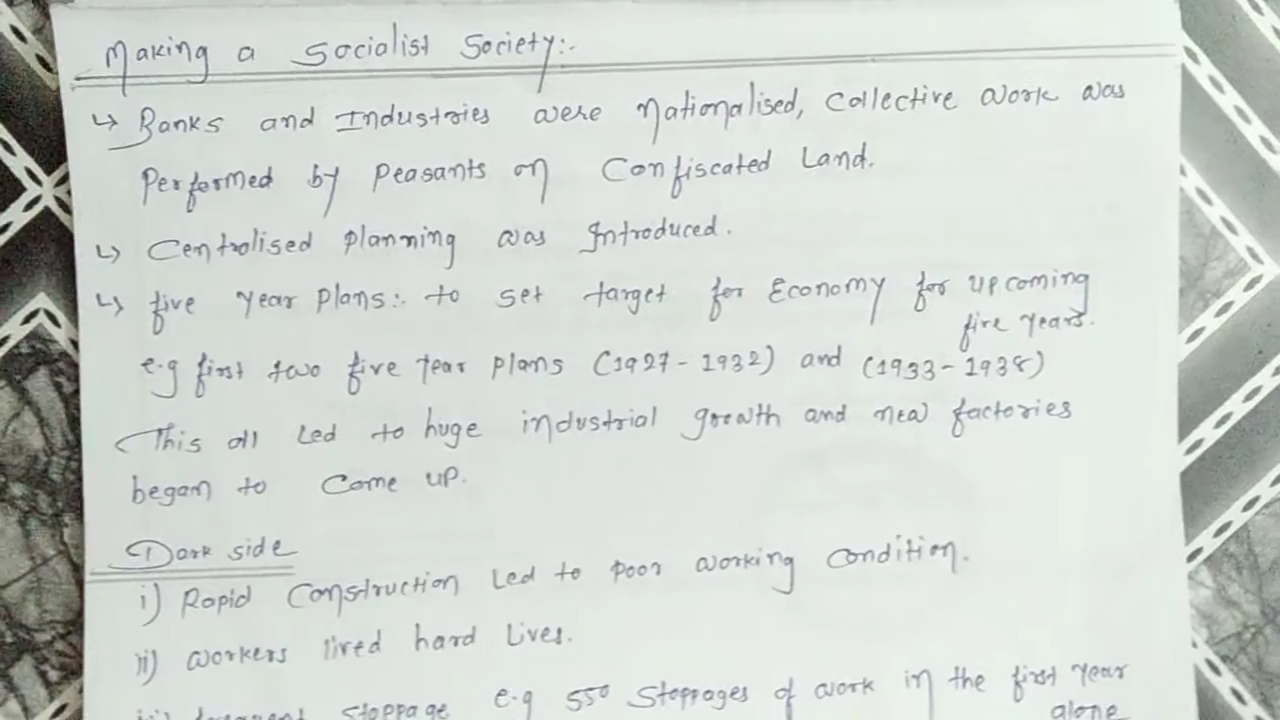 Making a Socialist Society:-
↳ Banks and Industries were Nationalised, Collective work was
Performed by Peasants on Confiscated Land.
↳ Centrolised planning was Introduced.
↳ five year plans:- to set target for Economy for upcoming
five years.
e.g first two five year plans (1927-1932) and (1933-1938)
This all Led to huge industrial growth and new factories
began to Come up.
Dark side
i) Rapid Construction Led to poor working condition.
ii) workers lived hard Lives.
stoppage e.g 550 Stoppages of work in the first year
alone